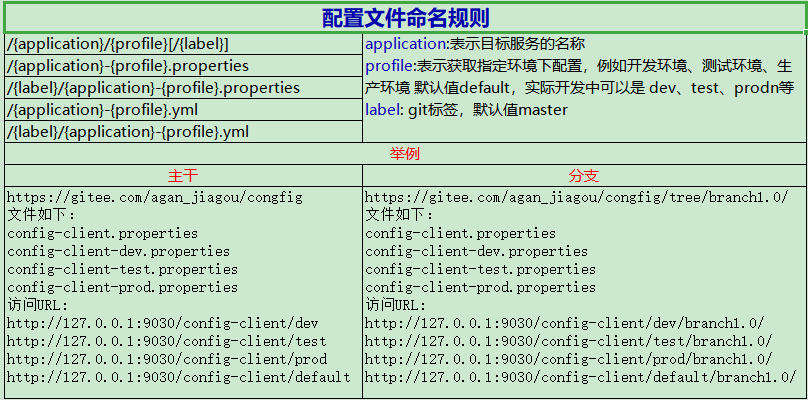 配置文件命名规则
/{application}/{profile}[/{label}]
/{application}-{profile}.properties
/{label}/{application}-{profile}.properties
/{application}-{profile}.yml
/{label}/{application}-{profile}.yml
application:表示目标服务的名称
profile:表示获取指定环境下配置，例如开发环境、测试环境、生
产环境 默认值default，实际开发中可以是 dev、test、prodn等
label: git标签，默认值master
举例
主干
https://gitee.com/agan_jiagou/congfig
文件如下：
config-client.properties
config-client-dev.properties
config-client-test.properties
config-client-prod.properties
访问URL：
http://127.0.0.1:9030/config-client/dev
http://127.0.0.1:9030/config-client/test
http://127.0.0.1:9030/config-client/prod
http://127.0.0.1:9030/config-client/default
分支
https://gitee.com/agan_jiagou/congfig/tree/branch1.0/
文件如下：
config-client.properties
config-client-dev.properties
config-client-test.properties
config-client-prod.properties
访问URL：
http://127.0.0.1:9030/config-client/dev/branch1.0/
http://127.0.0.1:9030/config-client/test/branch1.0/
http://127.0.0.1:9030/config-client/prod/branch1.0/
http://127.0.0.1:9030/config-client/default/branch1.0/